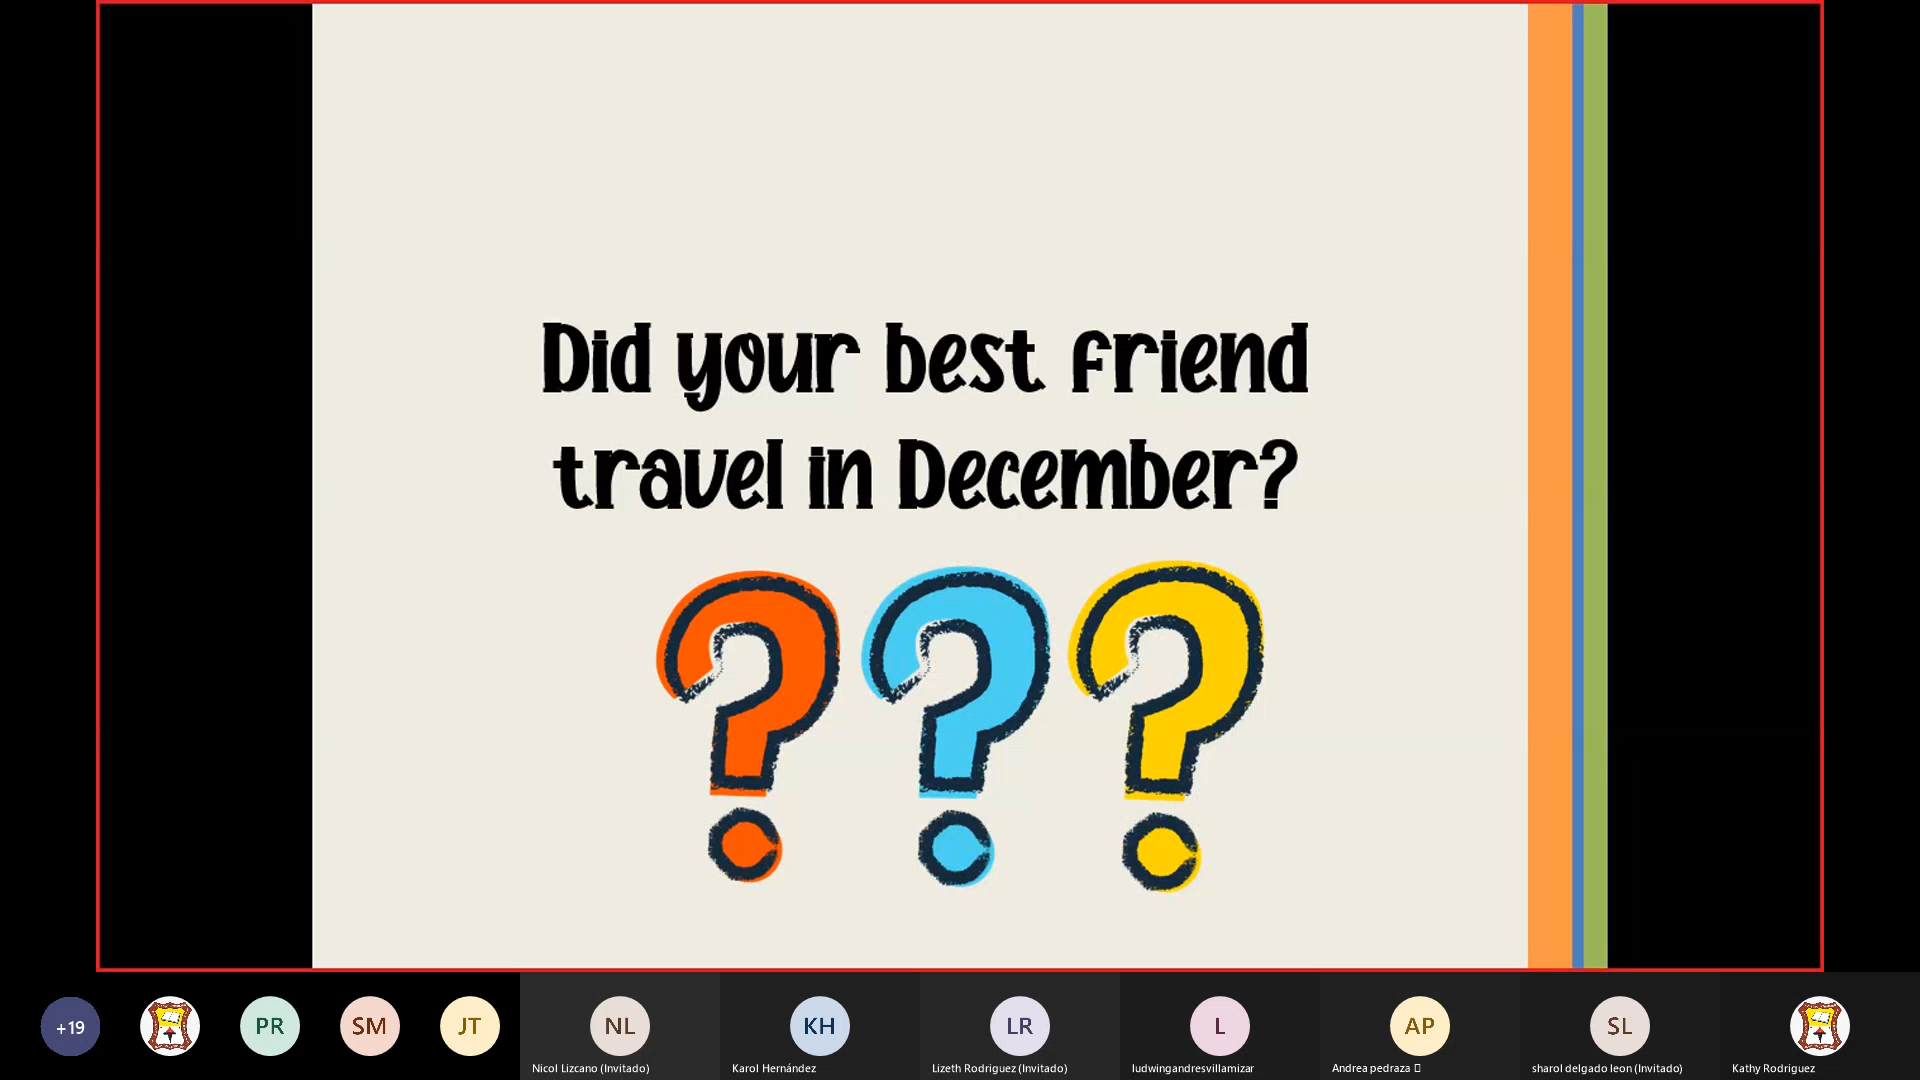 Did your best friend
travel in December?
???
+19
PR
SM
JT
NL
KH
LR
L
AP
SL
Nicol Lizcano (Invitado)
Karol Hernández
Lizeth Rodriguez (Invitado)
ludwingandresvillamizar
Andrea pedraza
sharol delgado leon (Invitado)
Kathy Rodriguez